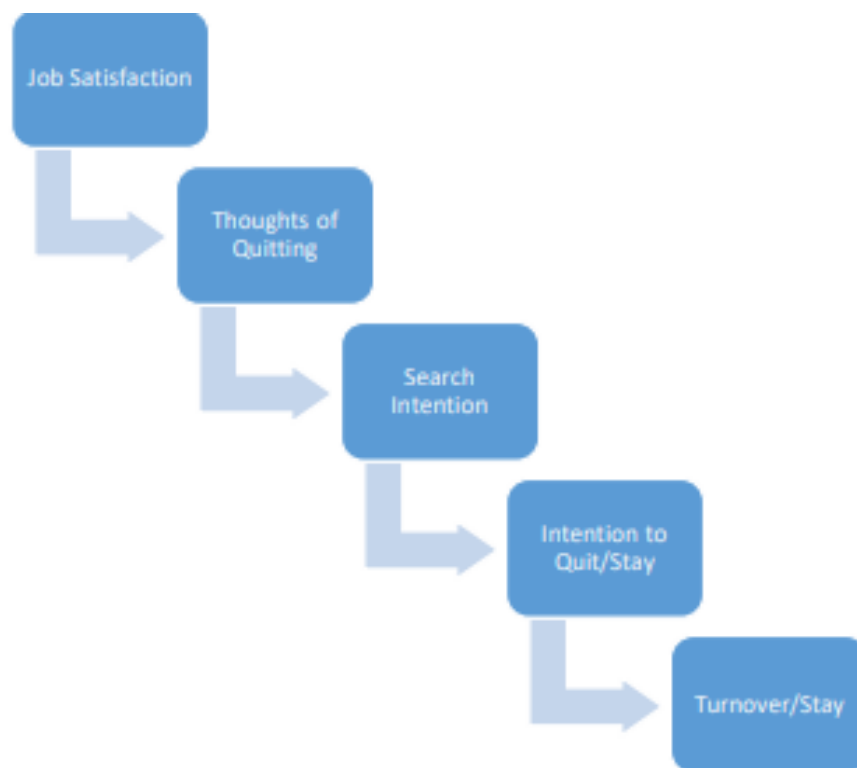 Job Satisfaction
Thoughts of
Quitting
Search
Intention
Intention to
Quit/Stay
Turnover/Stay